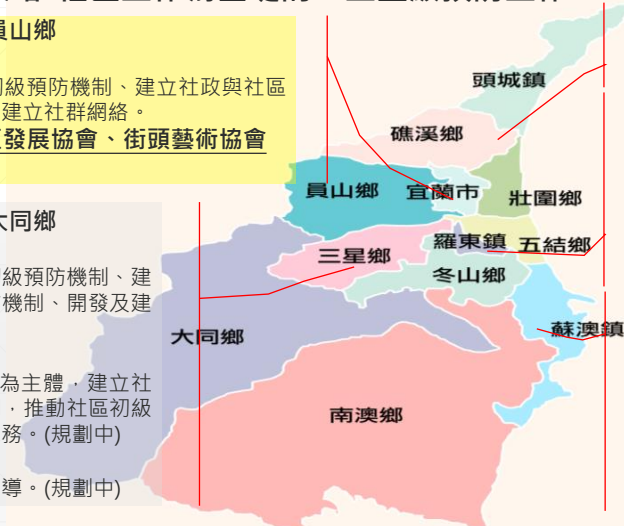 員山鄉
初級預防機制、建立社政與社區
建立社群網絡。
發展協會、街頭藝術協會
大同鄉
級預防機制、建
機制、開發及建
為主體，建立社
，推動社區初級
務。(規劃中)
導。(規劃中)
頭城鎮
礁溪鄉
員山鄉
宜蘭市
壯圍鄉
羅東鎮
五結鄉
三星鄉
冬山鄉
大同鄉
蘇澳鎮
南澳鄉